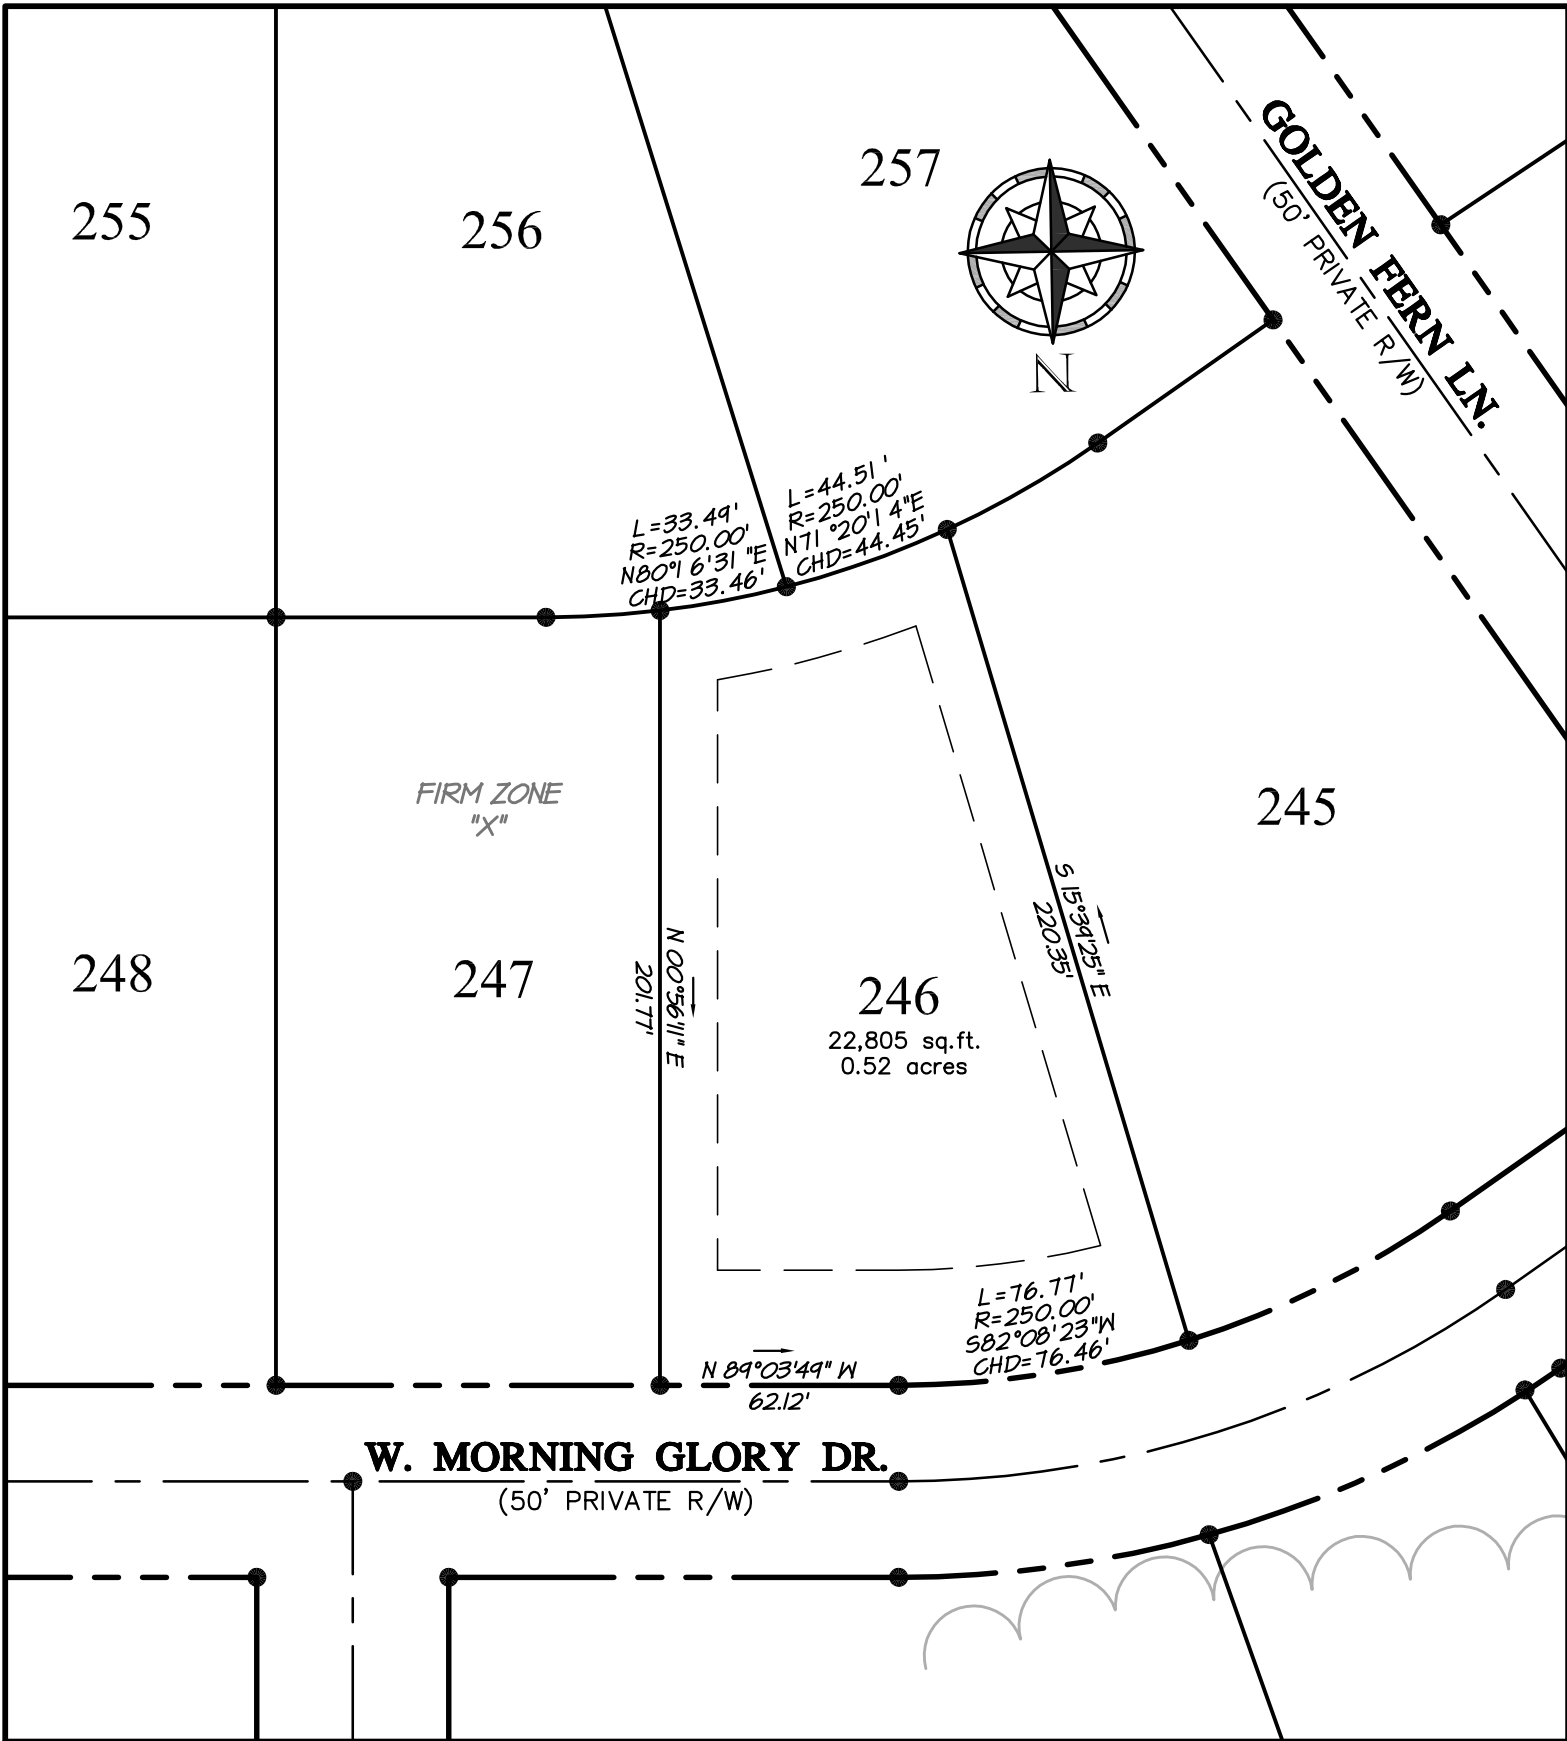 GOLDEN FERN LN.
(50' PRIVATE R/W)
257
255
256
N
L=44.51'
R=250.00'
N71°20'14"E
CHD=44.45'
L=33.49'
R=250.00'
N80°16'31"E
CHD=33.46'
FIRM ZONE
"X"
245
S 15°39'25" E
220.35'
N 00°56'11" E
201.77'
248
247
246
22,805 sq.ft.
0.52 acres
L=76.77'
R=250.00'
S82°08'23"W
CHD=76.46'
N 89°03'49" W
62.12'
W. MORNING GLORY DR.
(50' PRIVATE R/W)